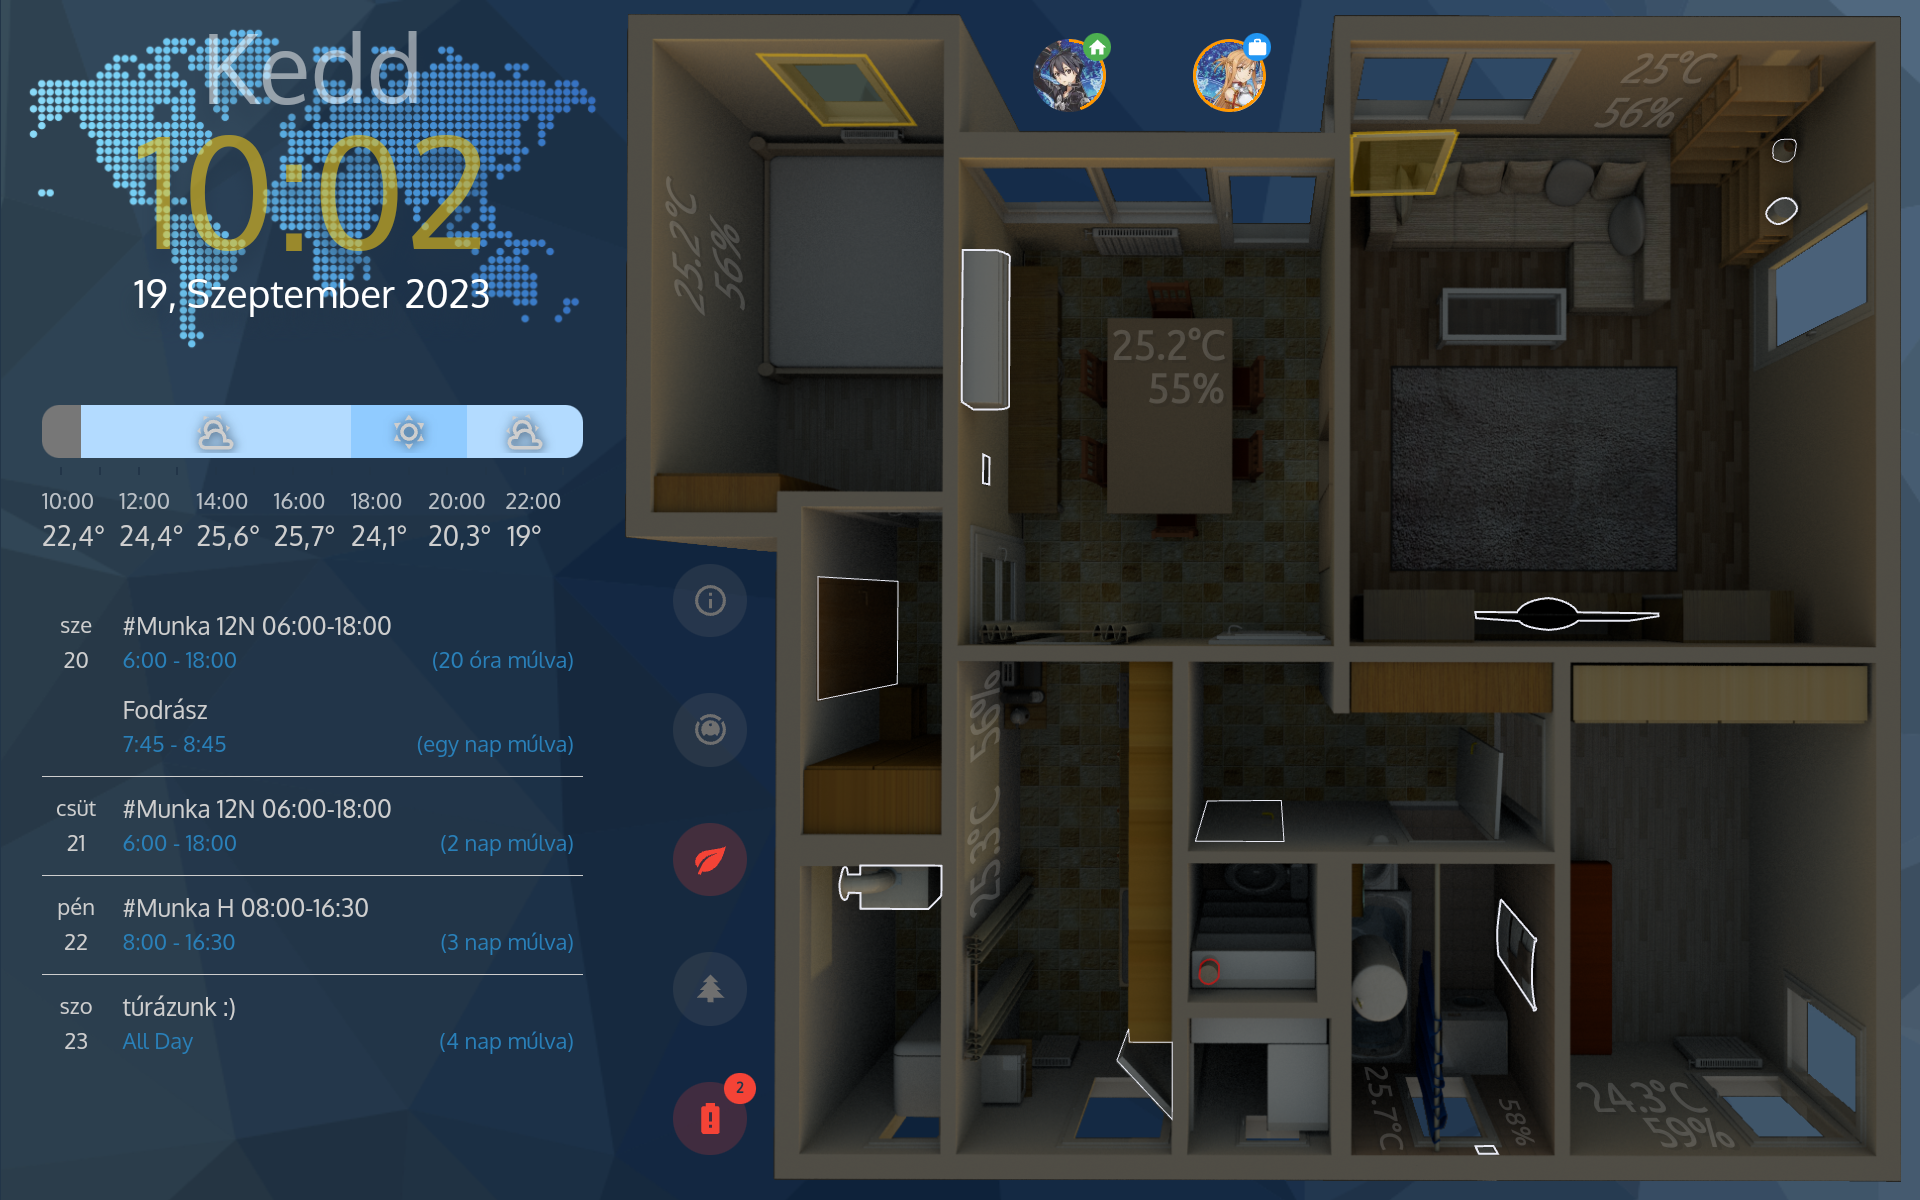 Kedd
10:02
19, Szeptember 2023
10:00 12:00 14:00 16:00 18:00 20:00 22:00
22,4° 24,4° 25,6° 25,7° 24,1° 20,3° 19°
sze #Munka 12N 06:00-18:00
20 6:00 - 18:00 (20 óra múlva)
Fodrász
7:45 - 8:45 (egy nap múlva)
csüt #Munka 12N 06:00-18:00
21 6:00 - 18:00 (2 nap múlva)
pén #Munka H 08:00-16:30
22 8:00 - 16:30 (3 nap múlva)
szo túrázunk :)
23 All Day (4 nap múlva)
2
25.2°C
56%
25.2°C
55%
25°C
56%
25.3°C 56%
25.7°C
58%
24.3°C
59%